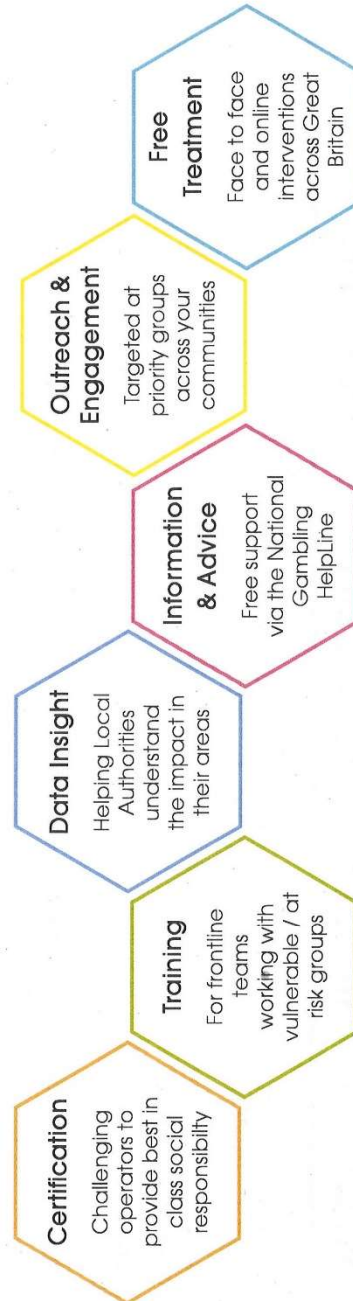 Certification
Challenging
operators to
provide best in
class social
responsibilty
Training
For frontline
teams
working with
vulnerable / at
risk groups
Data Insight
Helping Local
Authorities
understand
the impact in
their areas
Information
& Advice
Free support
via the National
Gambling
HelpLine
Outreach &
Engagement
Targeted at
priority groups
across your
communities
Free
Treatment
Face to face
and online
interventions
across Great
Britain